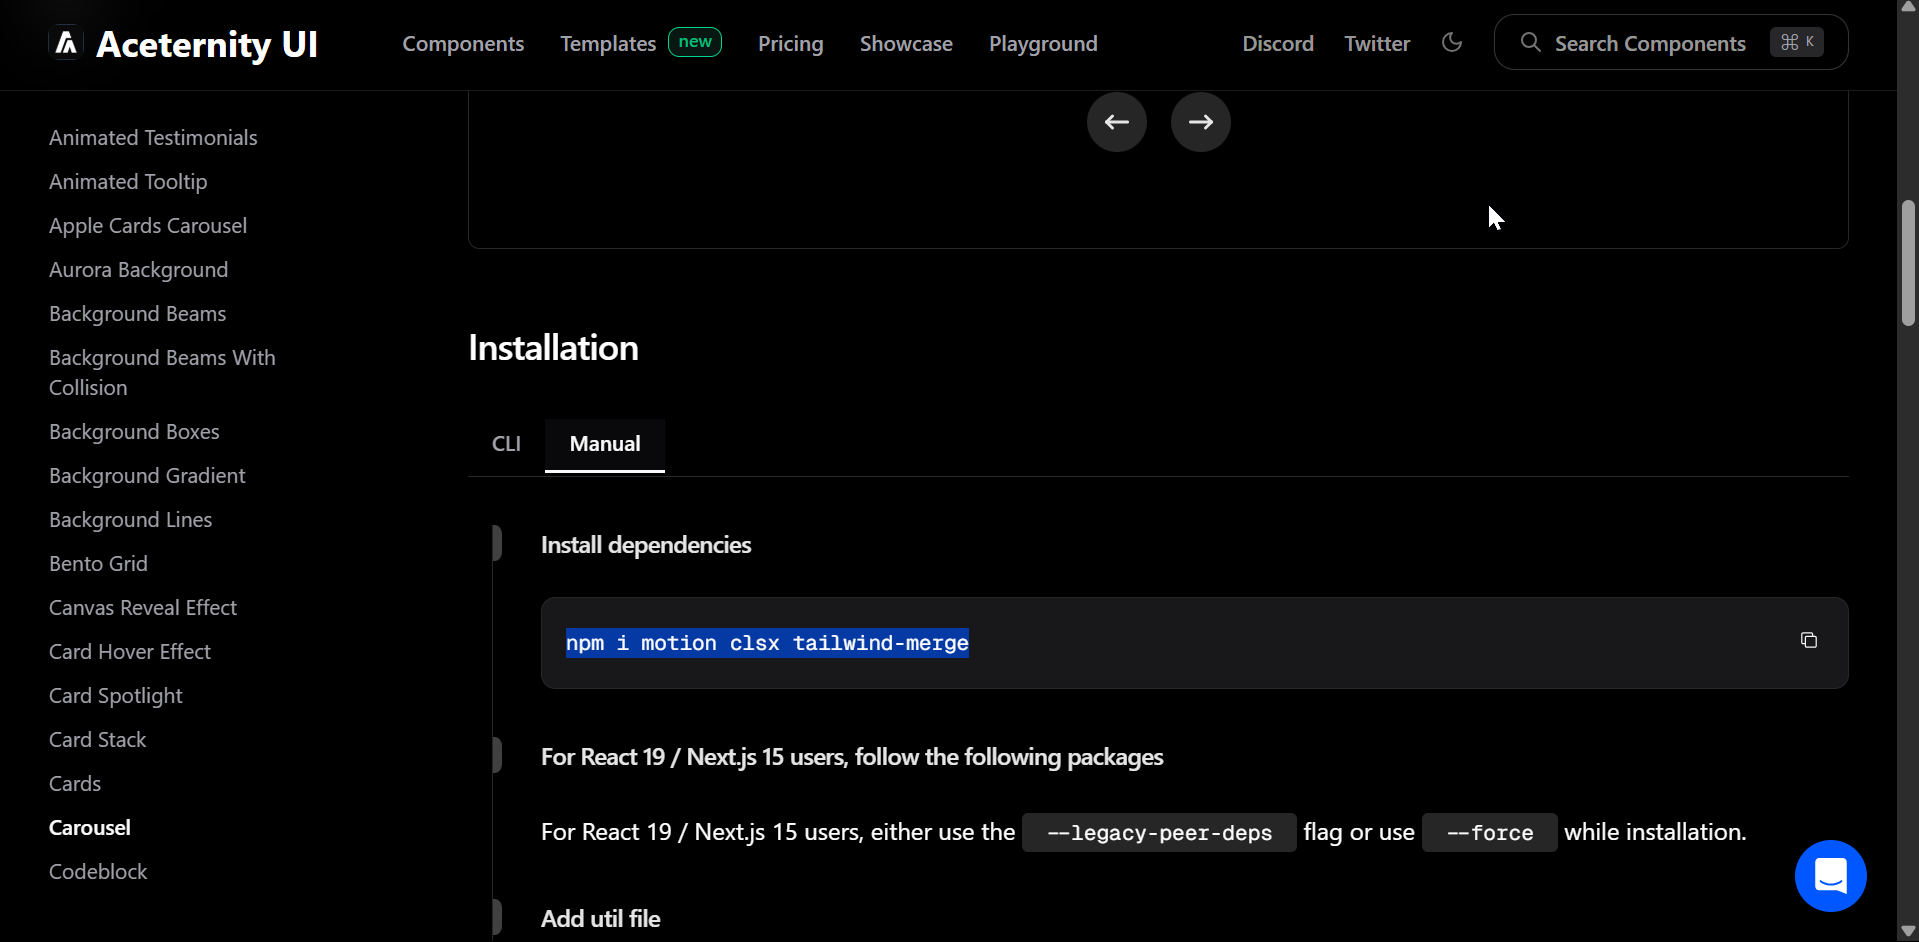 Aceternity UI
Components
Templates new
Pricing
Showcase
Playground
Discord
Twitter
Search Components ⌘ K
Animated Testimonials
Animated Tooltip
Apple Cards Carousel
Aurora Background
Background Beams
Background Beams With
Collision
Background Boxes
Background Gradient
Background Lines
Bento Grid
Canvas Reveal Effect
Card Hover Effect
Card Spotlight
Card Stack
Cards
Carousel
Codeblock
Installation
CLI
Manual
Install dependencies
npm i motion clsx tailwind-merge
For React 19 / Next.js 15 users, follow the following packages
For React 19 / Next.js 15 users, either use the --legacy-peer-deps flag or use --force while installation.
Add util file